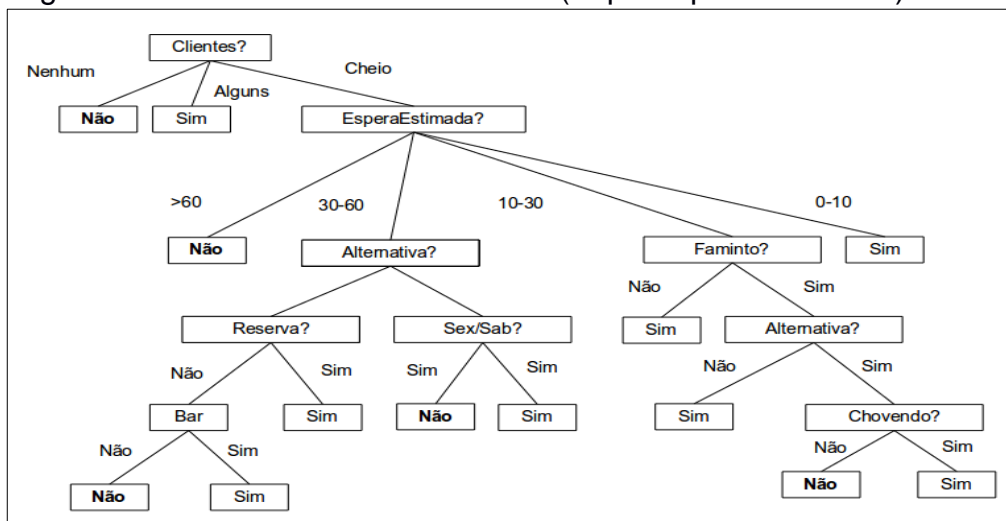 Clientes?
Nenhum
Cheio
Alguns
Não
Sim
EsperaEstimada?
>60
30-60
10-30
0-10
Não
Alternativa?
Faminto?
Sim
Não
Sim
Reserva?
Sex/Sab?
Sim
Alternativa?
Não
Sim
Sim
Sim
Não
Sim
Bar
Sim
Não
Sim
Sim
Chovendo?
Não
Sim
Não
Sim
Não
Sim
Não
Sim